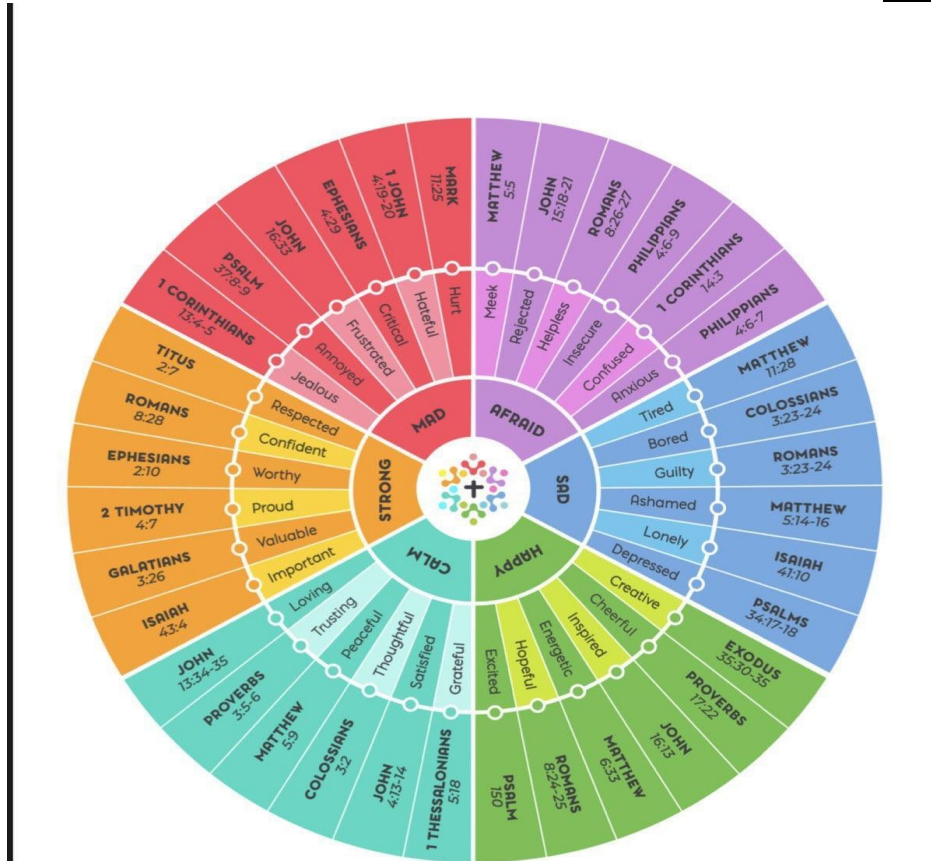 MAD
Hurt
MARK
11:25
Hateful
1 JOHN
4:19-20
Critical
EPHESIANS
4:29
Frustrated
JOHN
16:33
Annoyed
PSALM
37:8-9
Jealous
1 CORINTHIANS
13:4-5
AFRAID
Meek
MATTHEW
5:5
Rejected
JOHN
15:18-21
Helpless
ROMANS
8:26-27
Insecure
PHILIPPIANS
4:6-9
Confused
1 CORINTHIANS
14:3
Anxious
PHILIPPIANS
4:6-7
SAD
Tired
MATTHEW
11:28
Bored
COLOSSIANS
3:23-24
Guilty
ROMANS
3:23-24
Ashamed
MATTHEW
5:14-16
Lonely
ISAIAH
41:10
Depressed
PSALMS
34:17-18
HAPPY
Creative
EXODUS
35:30-35
Cheerful
PROVERBS
17:22
Inspired
JOHN
16:13
Energetic
MATTHEW
6:33
Hopeful
ROMANS
8:24-25
Excited
PSALM
150
CALM
Grateful
1 THESSALONIANS
5:18
Satisfied
JOHN
4:13-14
Thoughtful
COLOSSIANS
3:2
Peaceful
MATTHEW
5:9
Trusting
PROVERBS
3:5-6
Loving
JOHN
13:34-35
STRONG
Important
ISAIAH
43:4
Valuable
GALATIANS
3:26
Proud
2 TIMOTHY
4:7
Worthy
EPHESIANS
2:10
Confident
ROMANS
8:28
Respected
TITUS
2:7